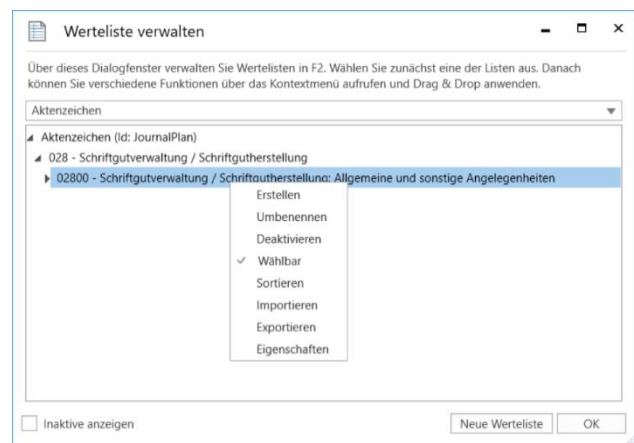 Werteliste verwalten
Über dieses Dialogfenster verwalten Sie Wertelisten in F2. Wählen Sie zunächst eine der Listen aus. Danach
können Sie verschiedene Funktionen über das Kontextmenü aufrufen und Drag & Drop anwenden.
Aktenzeichen
Aktenzeichen (Id: JournalPlan)
028 - Schriftgutverwaltung / Schriftgutherstellung
02800 - Schriftgutverwaltung / Schriftgutherstellung: Allgemeine und sonstige Angelegenheiten
Erstellen
Umbenennen
Deaktivieren
Wählbar
Sortieren
Importieren
Exportieren
Eigenschaften
Inaktive anzeigen
Neue Werteliste
OK